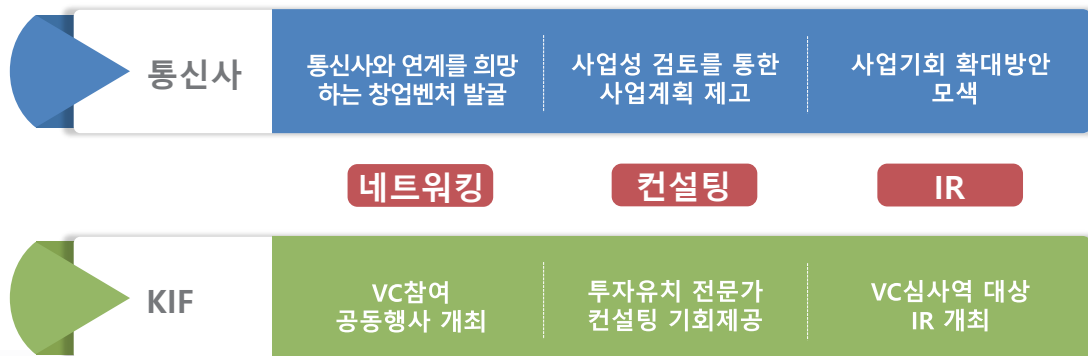 통신사
통신사와 연계를 희망
하는 창업벤처 발굴
사업성 검토를 통한
사업계획 제고
사업기회 확대방안
모색
네트워킹
컨설팅
IR
KIF
VC참여
공동행사 개최
투자유치 전문가
컨설팅 기회제공
VC심사역 대상
IR 개최